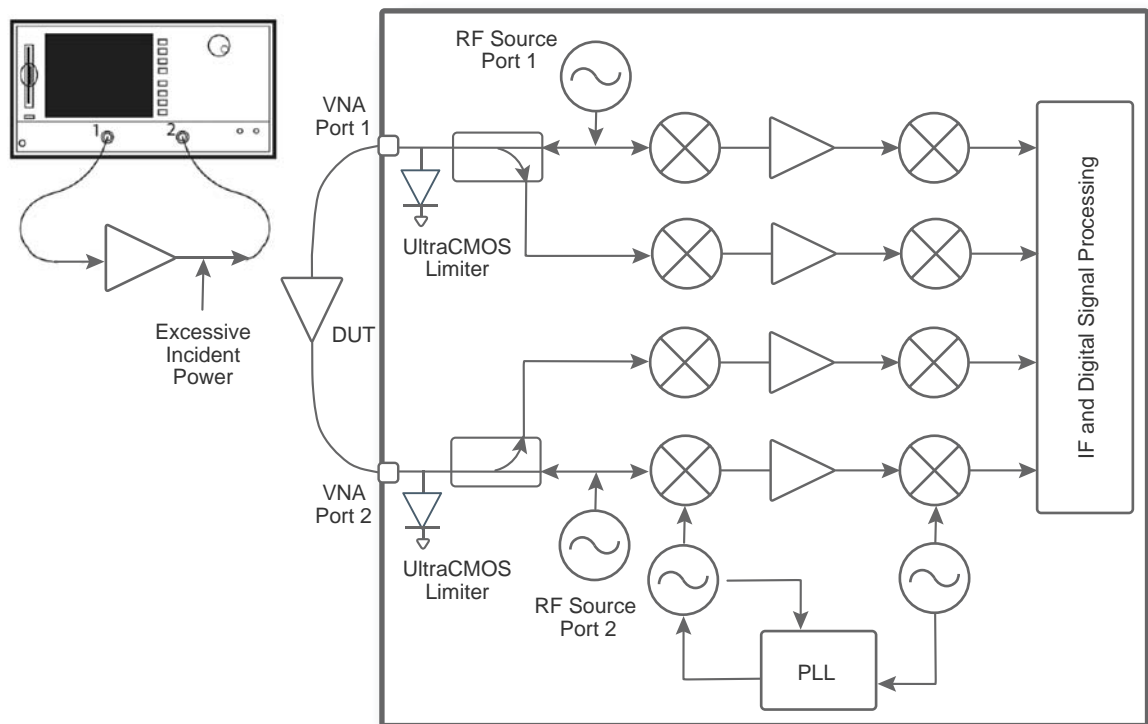 1
2
Excessive
Incident
Power
RF Source
Port 1
VNA
Port 1
UltraCMOS
Limiter
DUT
VNA
Port 2
UltraCMOS
Limiter
RF Source
Port 2
PLL
IF and Digital Signal Processing